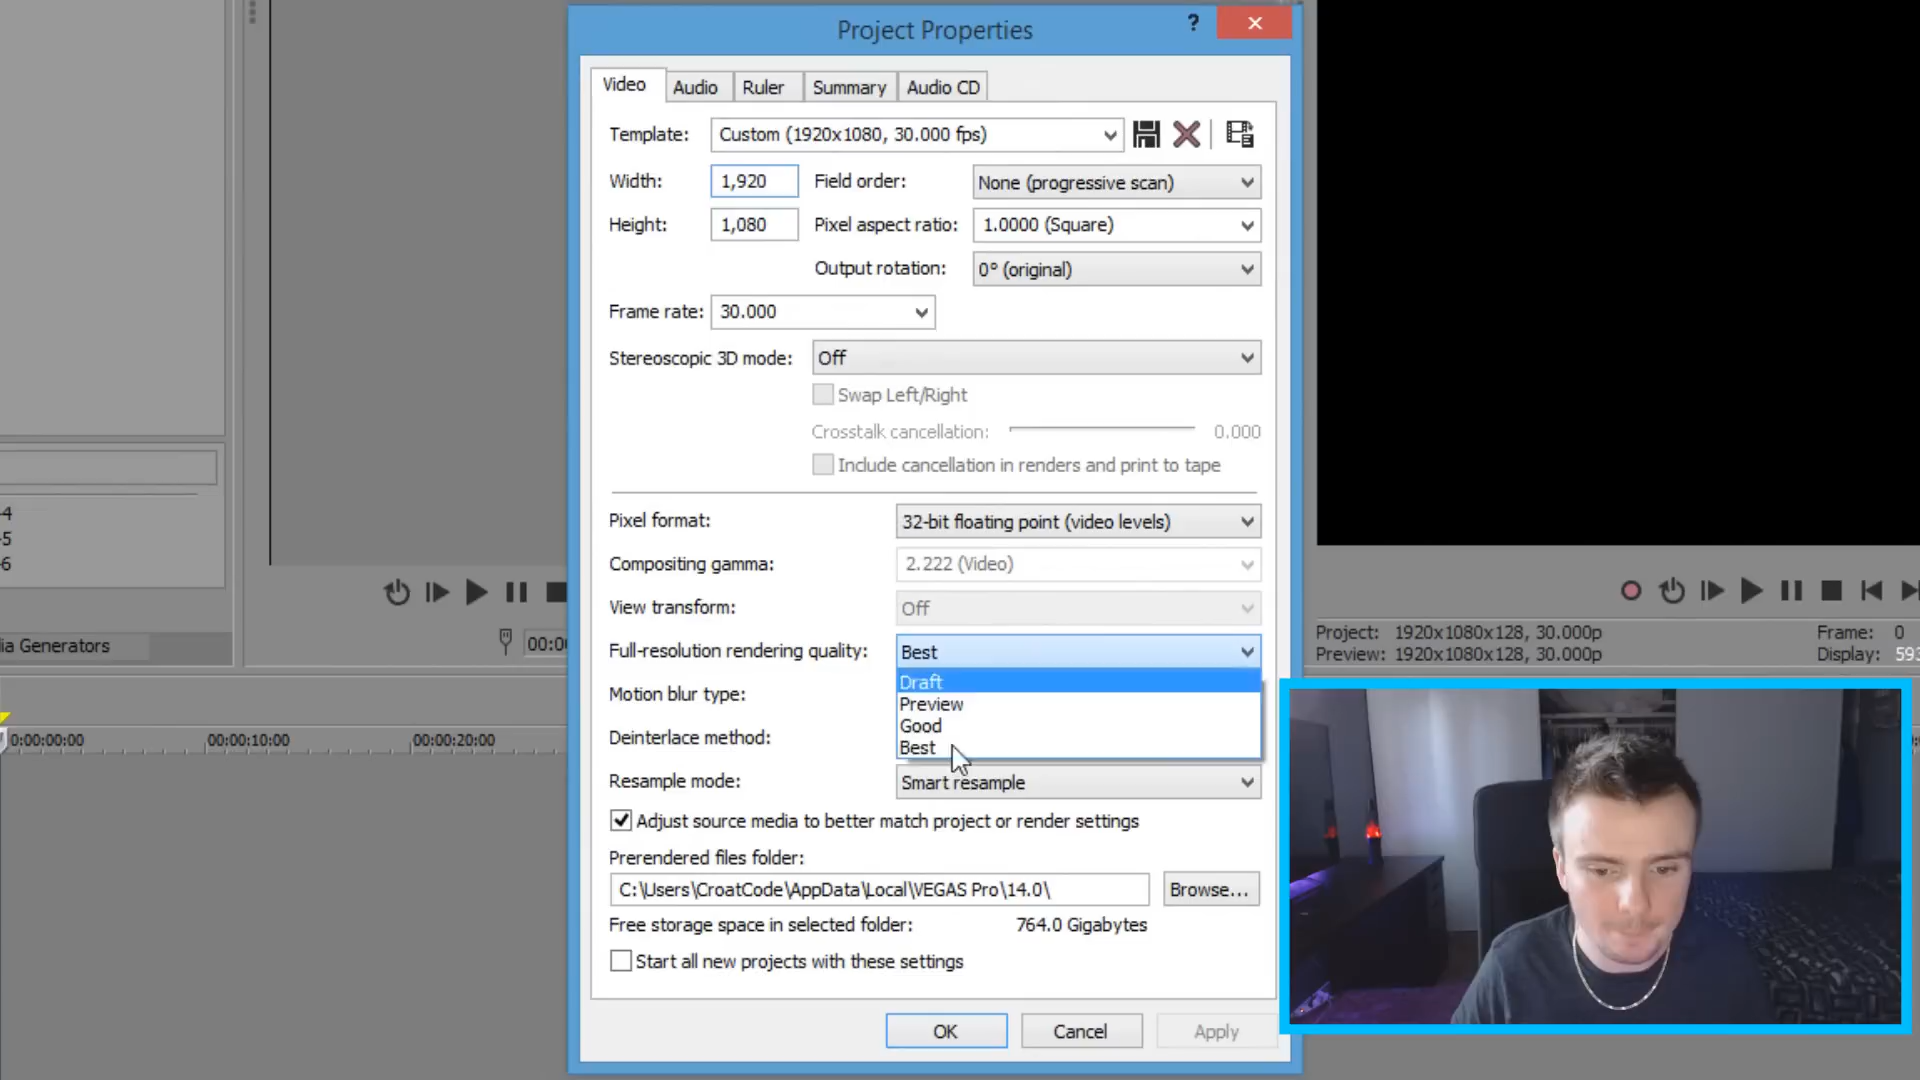 Project Properties
?
Video Audio Ruler Summary Audio CD
Template: Custom (1920x1080, 30.000 fps)
Width: 1,920 Field order: None (progressive scan)
Height: 1,080 Pixel aspect ratio: 1.0000 (Square)
Output rotation: 0° (original)
Frame rate: 30.000
Stereoscopic 3D mode: Off
Swap Left/Right
Crosstalk cancellation: 0.000
Include cancellation in renders and print to tape
Pixel format: 32-bit floating point (video levels)
Compositing gamma: 2.222 (Video)
View transform: Off
Full-resolution rendering quality: Best
Draft
Motion blur type:
Preview
Good
Deinterlace method:
Best
Resample mode: Smart resample
Adjust source media to better match project or render settings
Prerendered files folder:
C:\Users\CroatCode\AppData\Local\VEGAS Pro\14.0\ Browse...
Free storage space in selected folder: 764.0 Gigabytes
Start all new projects with these settings
OK Cancel Apply
-4
-5
-6
ia Generators
00:0
0:00:00:00 00:00:10:00 00:00:20:00
Project: 1920x1080x128, 30.000p Frame: 0
Preview: 1920x1080x128, 30.000p Display: 593